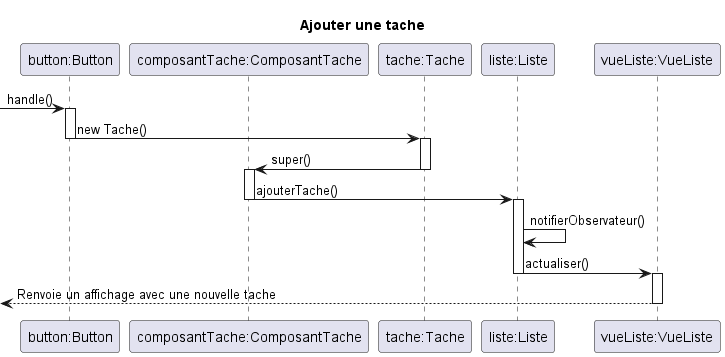 Ajouter une tache
button:Button composantTache:ComposantTache tache:Tache liste:Liste vueListe:VueListe
handle()
new Tache()
super()
ajouterTache()
notifierObservateur()
actualiser()
Renvoie un affichage avec une nouvelle tache
button:Button composantTache:ComposantTache tache:Tache liste:Liste vueListe:VueListe